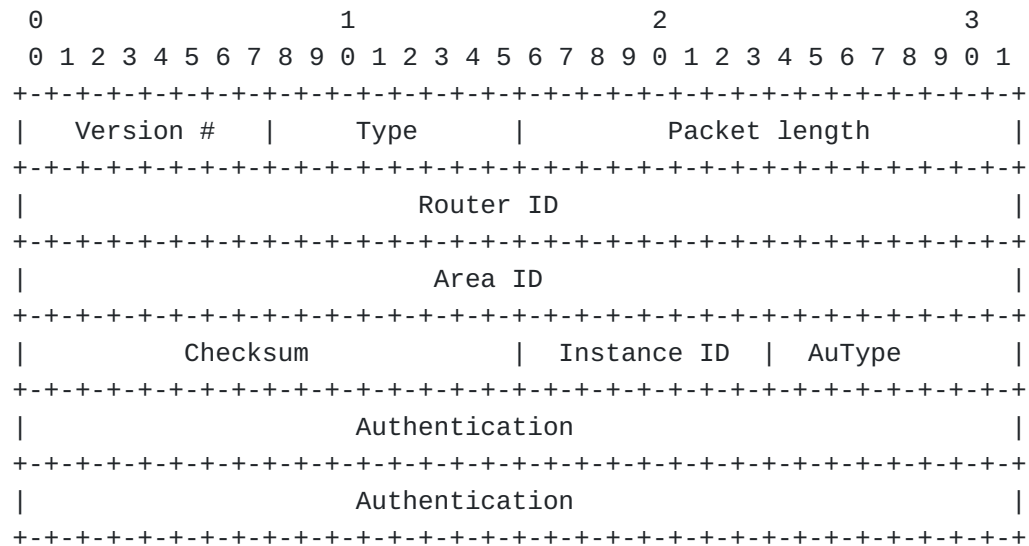 0                   1                   2                   3
0 1 2 3 4 5 6 7 8 9 0 1 2 3 4 5 6 7 8 9 0 1 2 3 4 5 6 7 8 9 0 1
+-+-+-+-+-+-+-+-+-+-+-+-+-+-+-+-+-+-+-+-+-+-+-+-+-+-+-+-+-+-+-+-+
|   Version #   |     Type      |         Packet length         |
+-+-+-+-+-+-+-+-+-+-+-+-+-+-+-+-+-+-+-+-+-+-+-+-+-+-+-+-+-+-+-+-+
|                         Router ID                             |
+-+-+-+-+-+-+-+-+-+-+-+-+-+-+-+-+-+-+-+-+-+-+-+-+-+-+-+-+-+-+-+-+
|                          Area ID                              |
+-+-+-+-+-+-+-+-+-+-+-+-+-+-+-+-+-+-+-+-+-+-+-+-+-+-+-+-+-+-+-+-+
|          Checksum             |  Instance ID  |  AuType       |
+-+-+-+-+-+-+-+-+-+-+-+-+-+-+-+-+-+-+-+-+-+-+-+-+-+-+-+-+-+-+-+-+
|                     Authentication                            |
+-+-+-+-+-+-+-+-+-+-+-+-+-+-+-+-+-+-+-+-+-+-+-+-+-+-+-+-+-+-+-+-+
|                     Authentication                            |
+-+-+-+-+-+-+-+-+-+-+-+-+-+-+-+-+-+-+-+-+-+-+-+-+-+-+-+-+-+-+-+-+